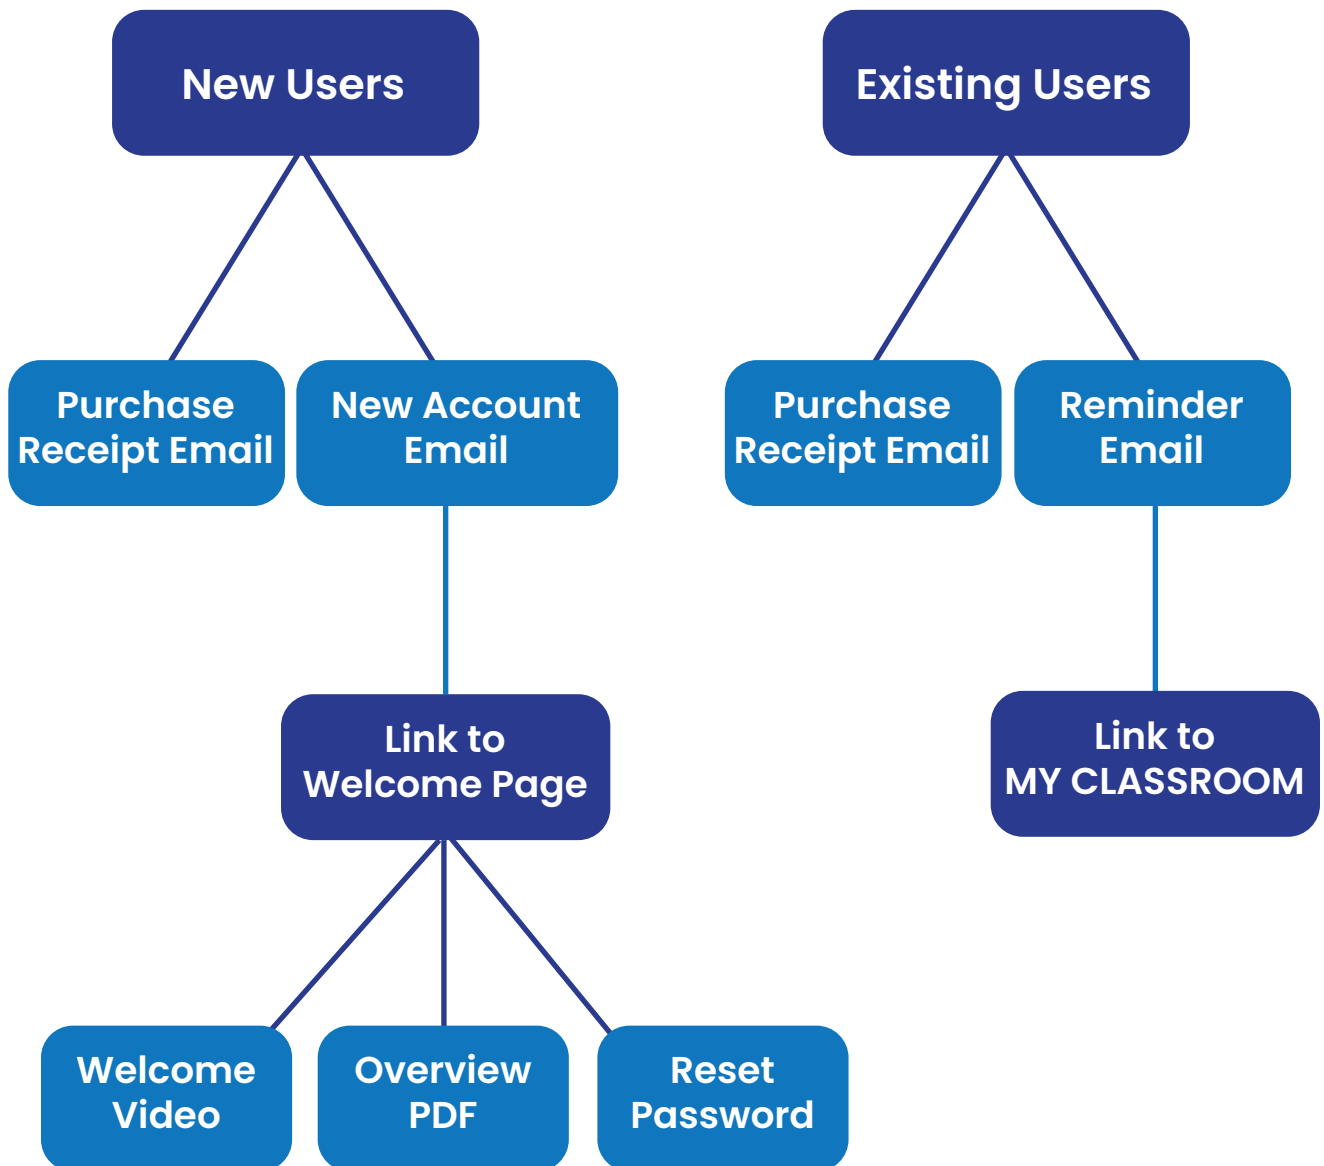 New Users
Existing Users
Purchase
Receipt Email
New Account
Email
Purchase
Receipt Email
Reminder
Email
Link to
Welcome Page
Link to
MY CLASSROOM
Welcome
Video
Overview
PDF
Reset
Password